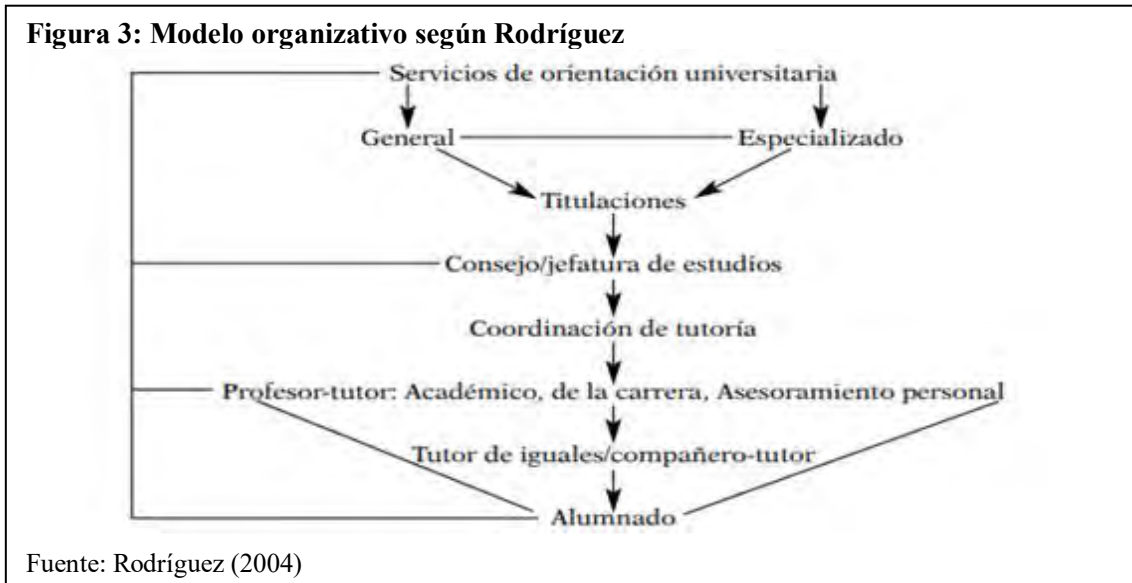 Figura 3: Modelo organizativo según Rodríguez
Servicios de orientación universitaria
General Especializado
Titulaciones
Consejo/jefatura de estudios
Coordinación de tutoría
Profesor-tutor: Académico, de la carrera, Asesoramiento personal
Tutor de iguales/compañero-tutor
Alumnado
Fuente: Rodríguez (2004)